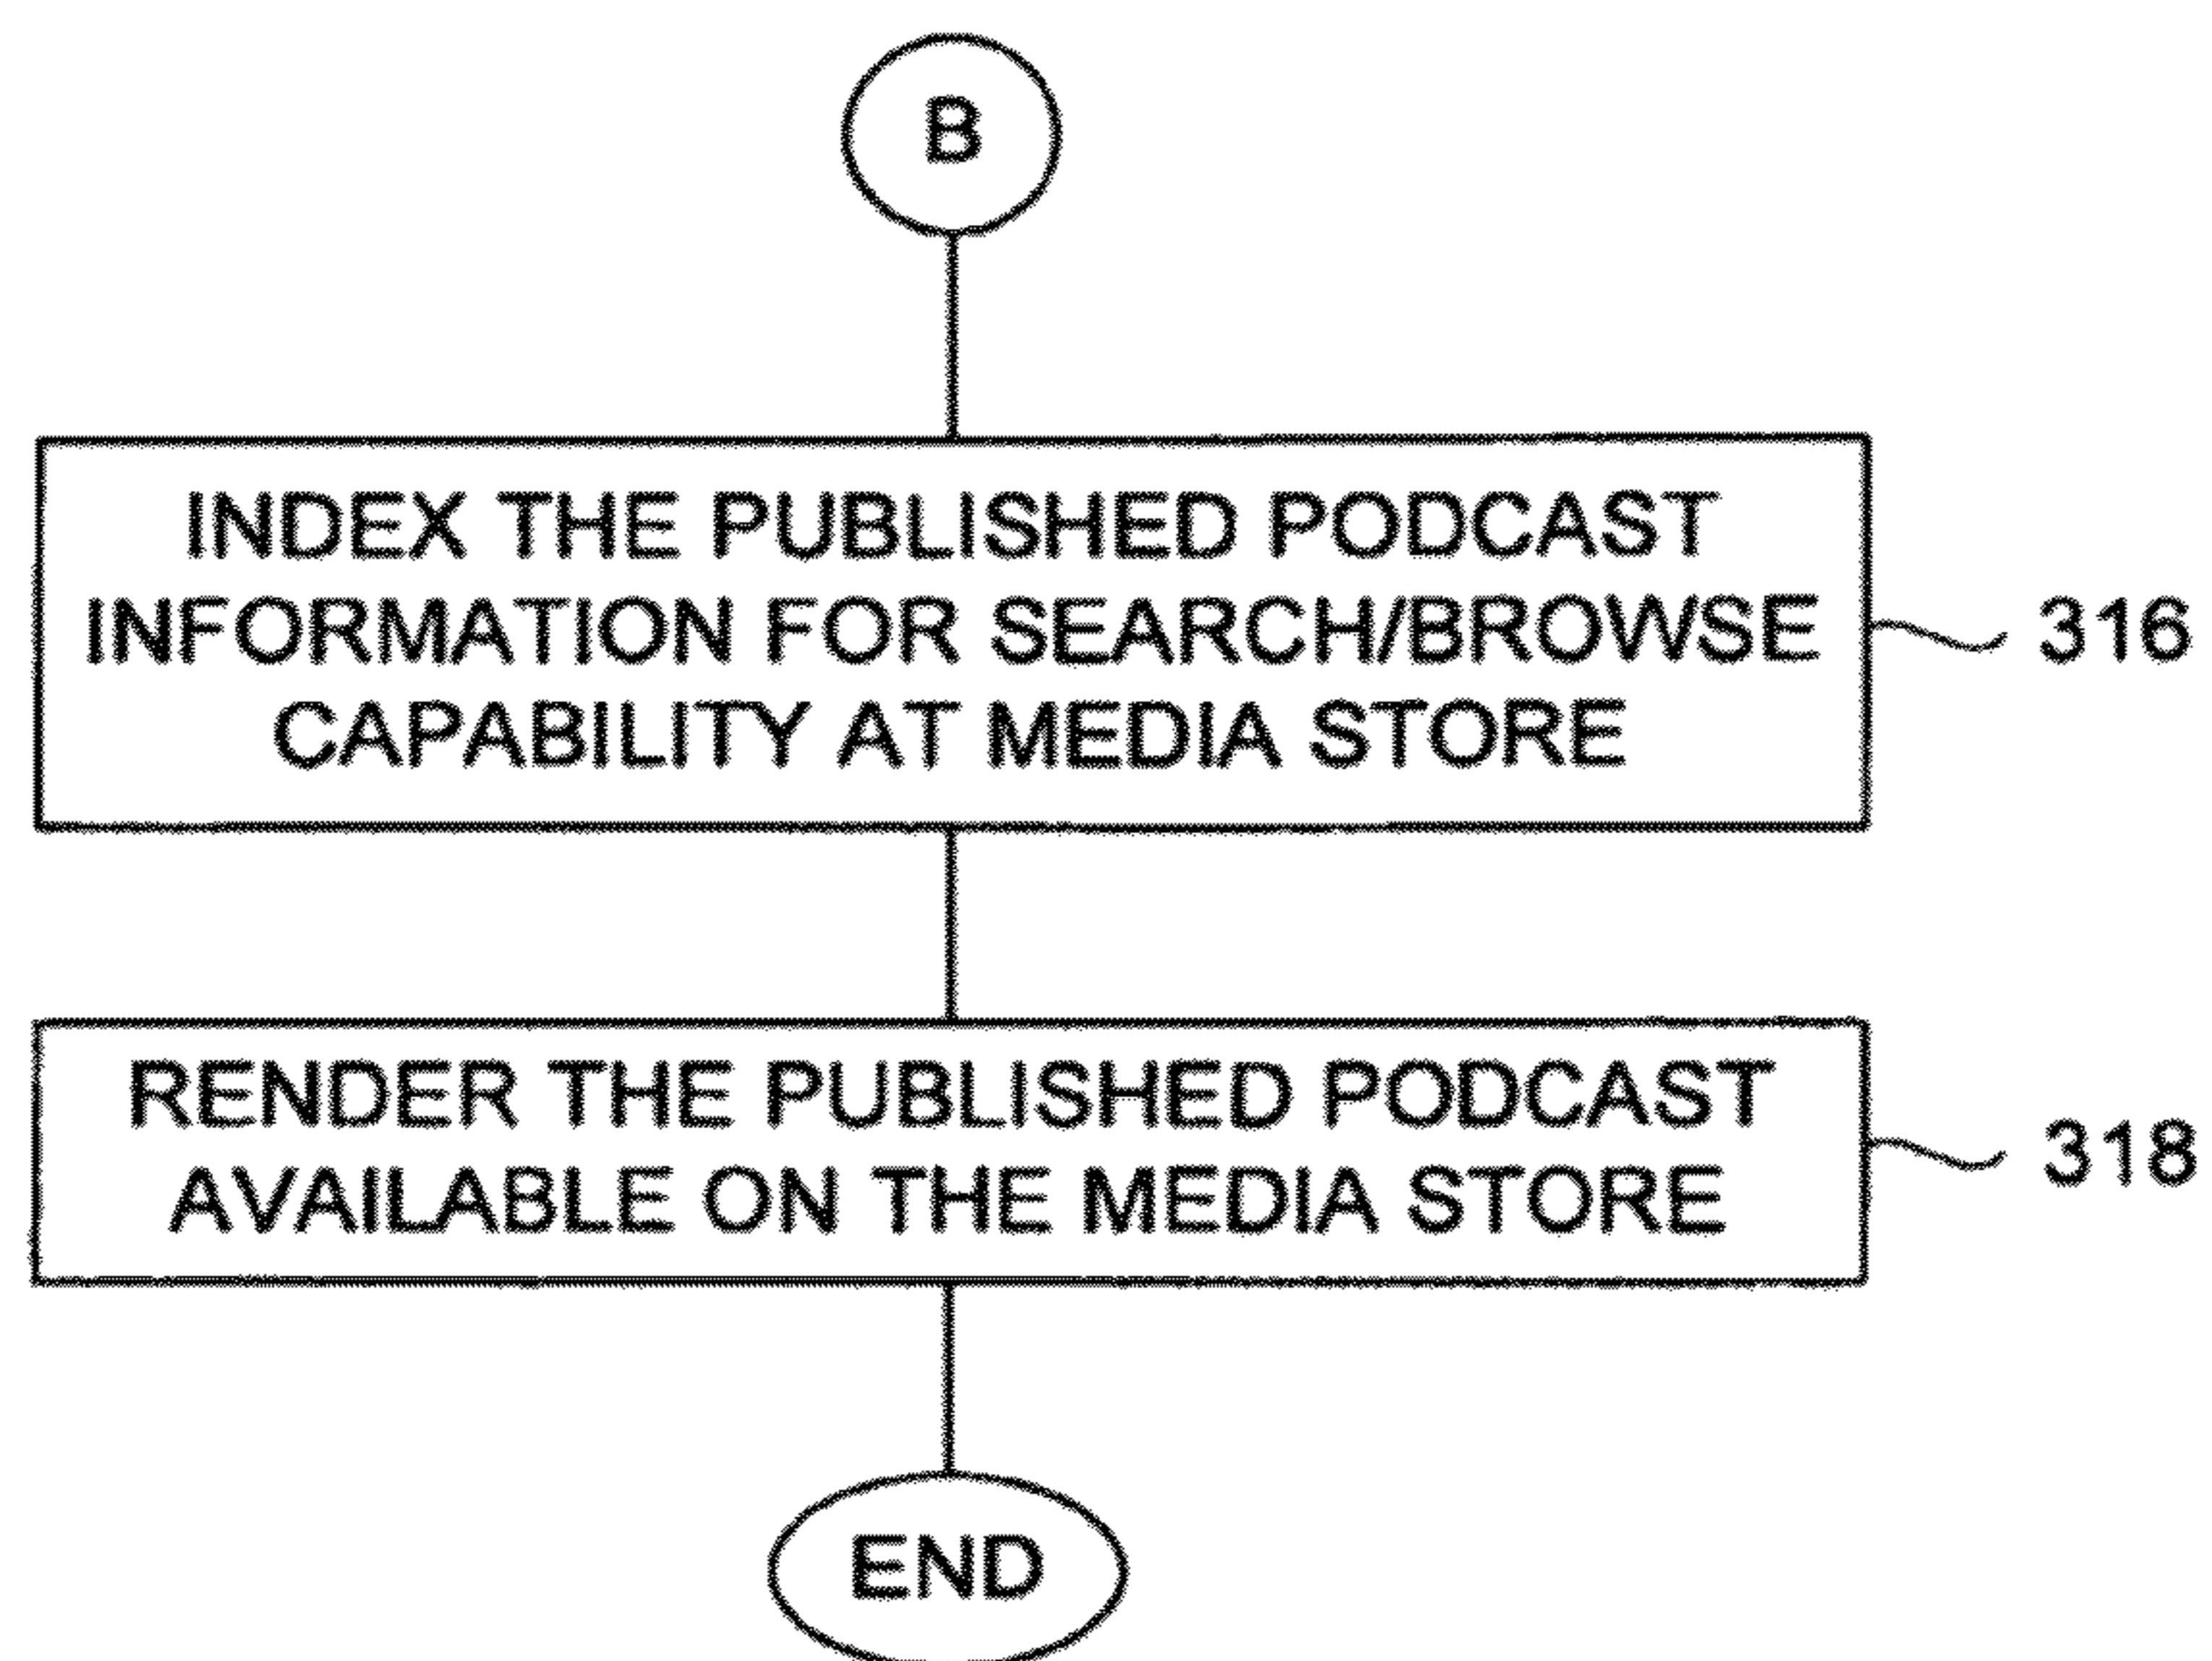 B
INDEX THE PUBLISHED PODCAST
INFORMATION FOR SEARCH/BROWSE
CAPABILITY AT MEDIA STORE
316
RENDER THE PUBLISHED PODCAST
AVAILABLE ON THE MEDIA STORE
318
END